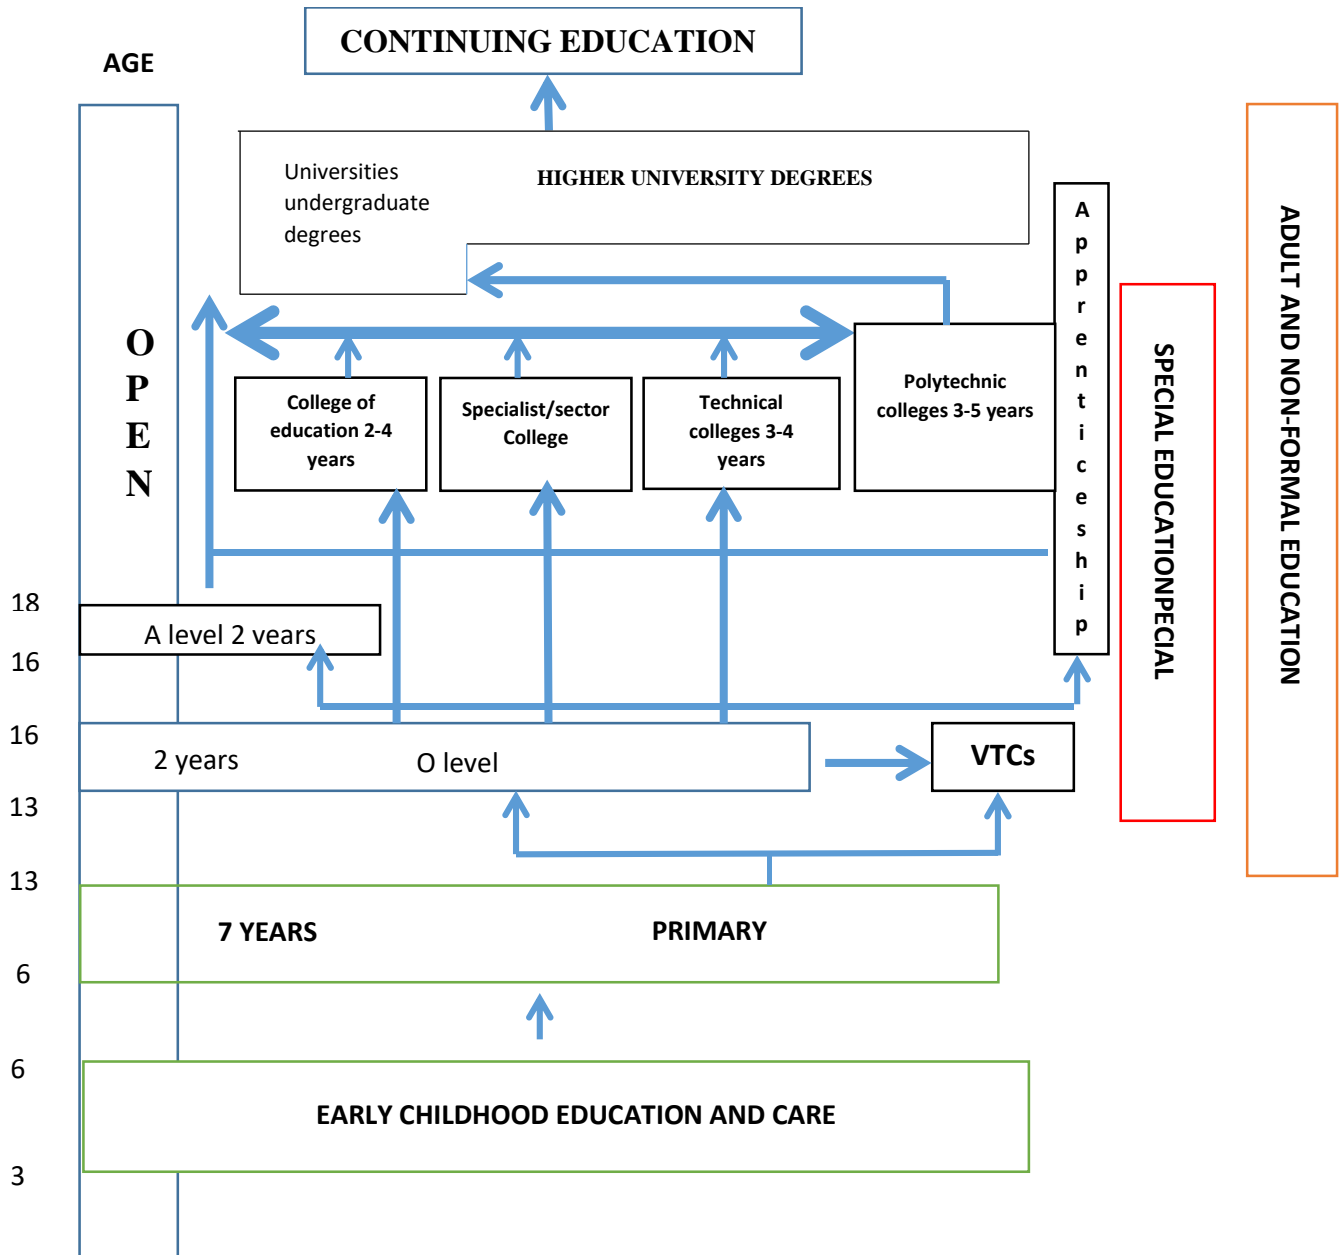 CONTINUING EDUCATION
AGE
Universities
undergraduate
degrees
HIGHER UNIVERSITY DEGREES
OPEN
College of
education 2-4
years
Specialist/sector
College
Technical
colleges 3-4
years
Polytechnic
colleges 3-5 years
Apprenticeship
SPECIAL EDUCATIONPECIAL
ADULT AND NON-FORMAL EDUCATION
18
A level 2 years
16
16
2 years
O level
VTCs
13
13
7 YEARS
PRIMARY
6
6
EARLY CHILDHOOD EDUCATION AND CARE
3